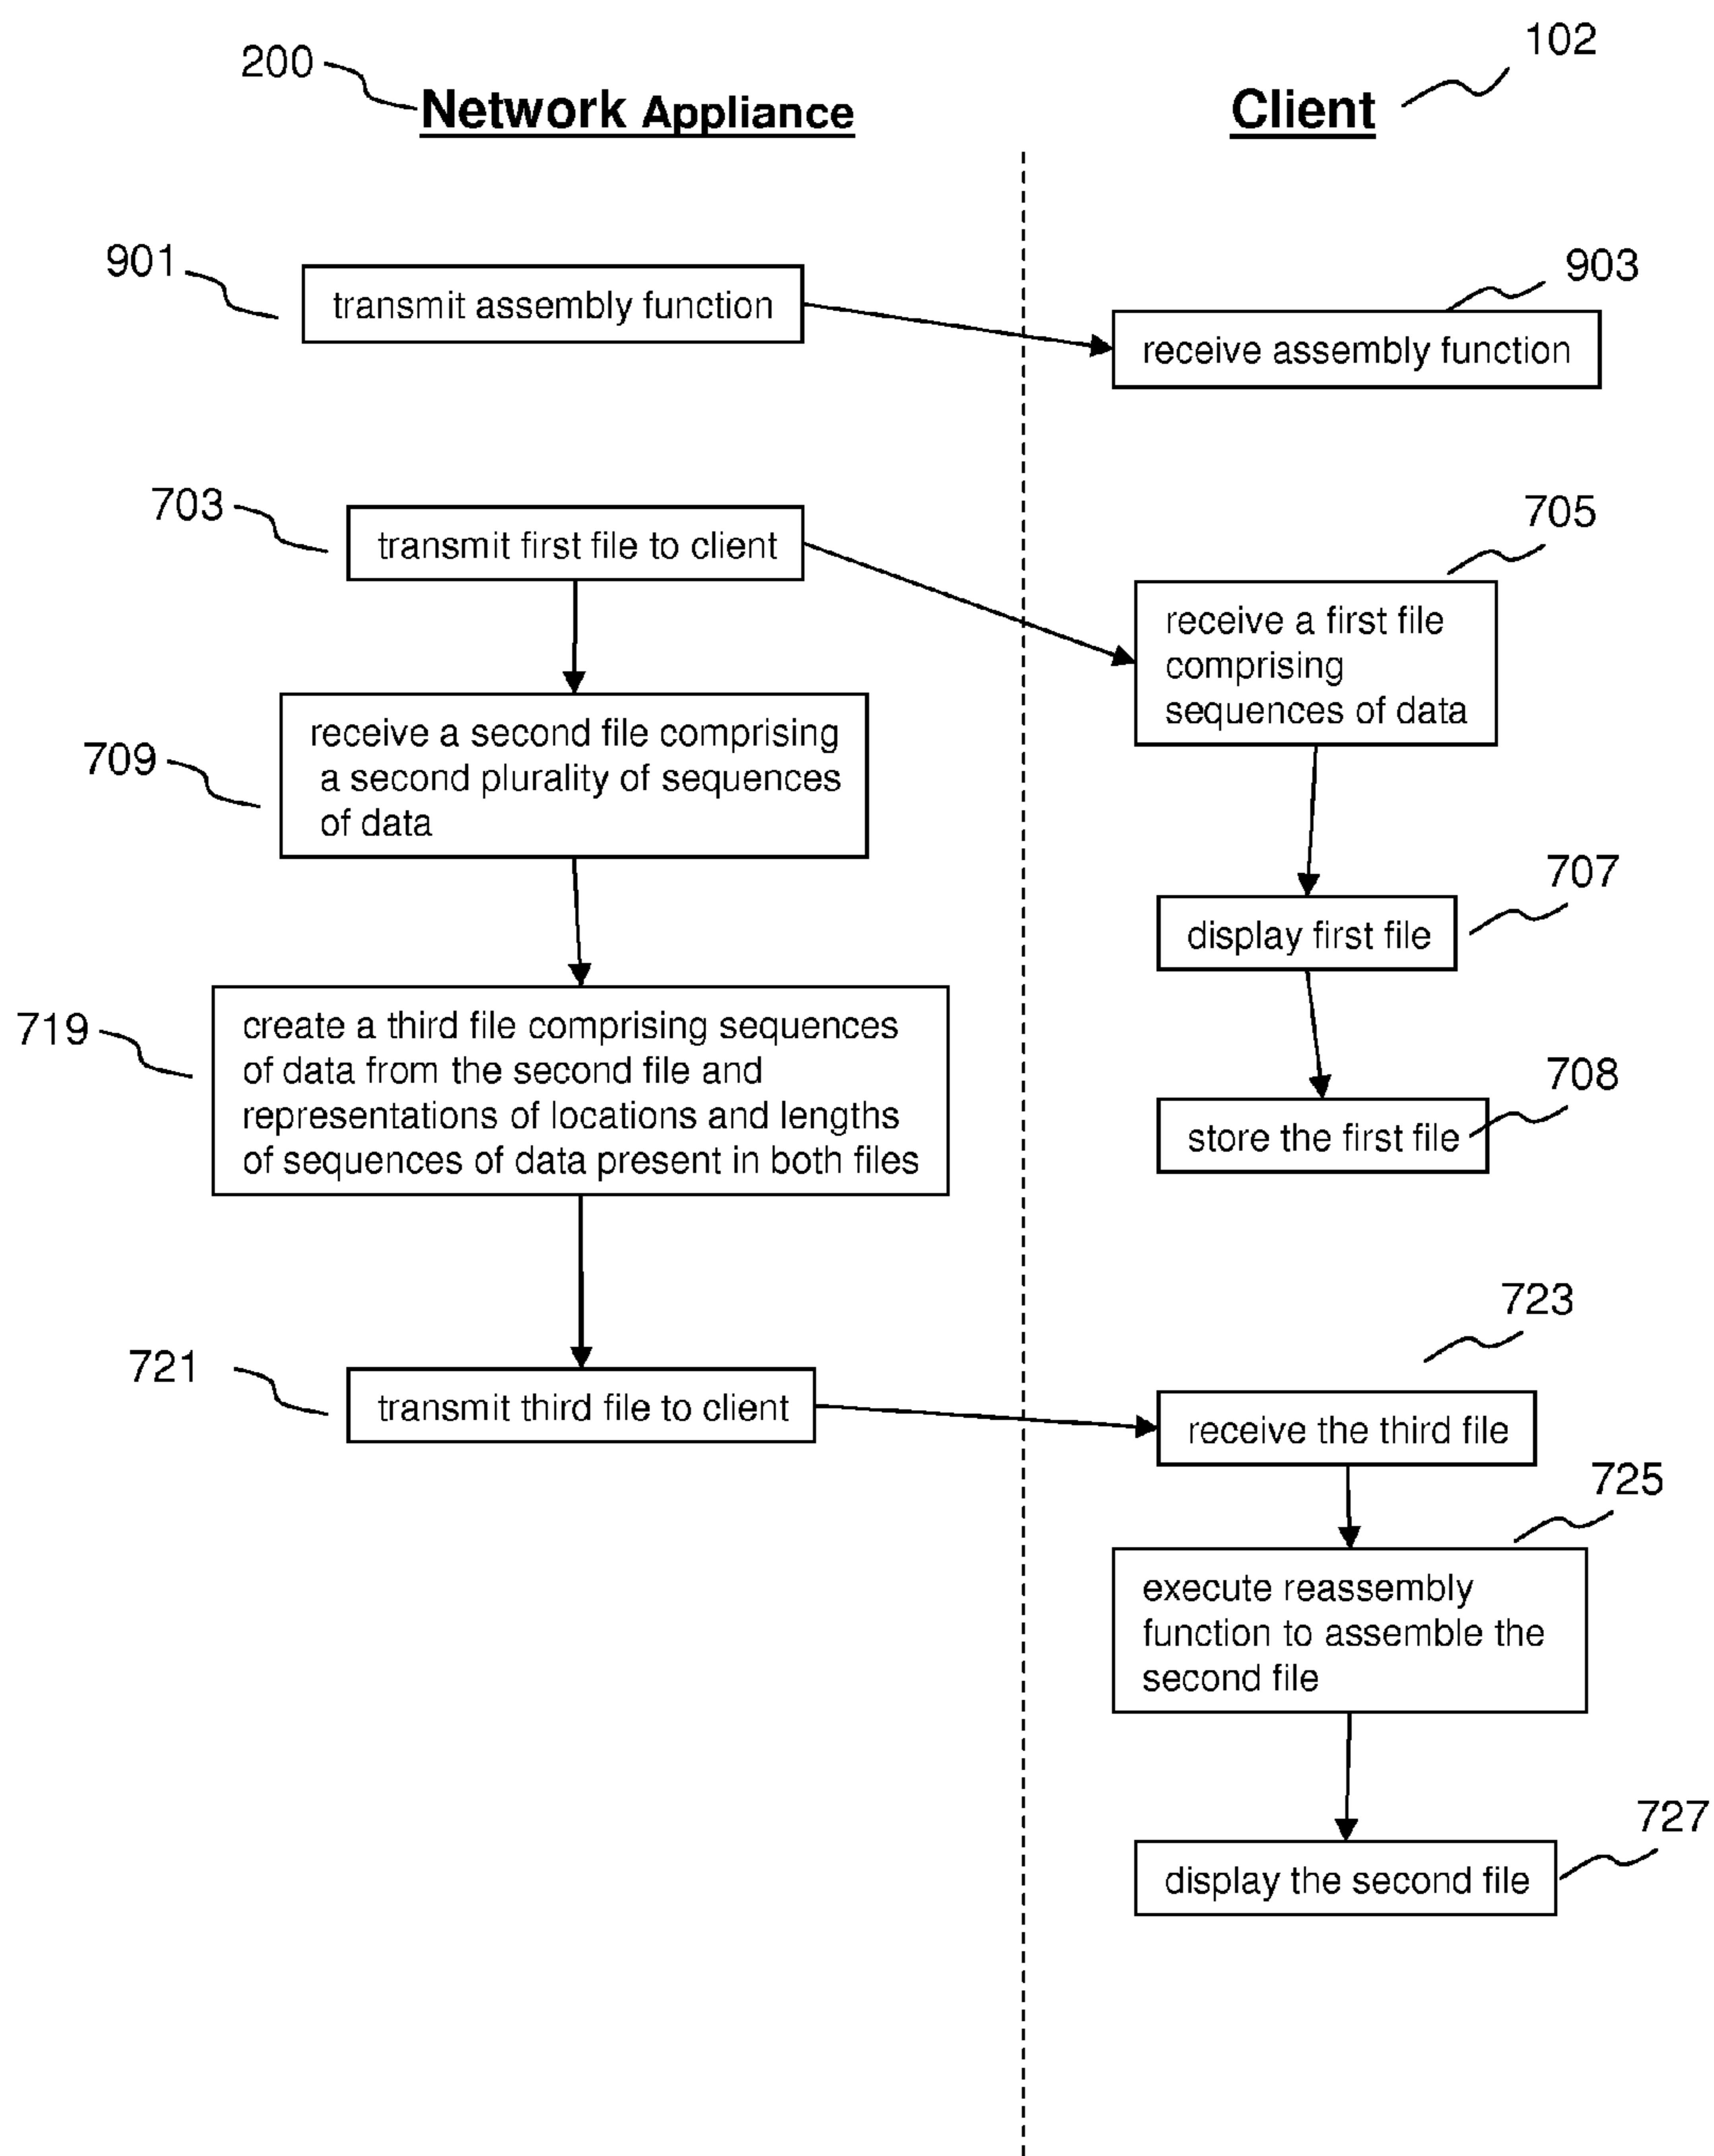 200
102
Network Appliance
Client
901
903
transmit assembly function
receive assembly function
703
705
transmit first file to client
receive a first file
comprising
sequences of data
709
receive a second file comprising
a second plurality of sequences
of data
707
display first file
719
create a third file comprising sequences
of data from the second file and
representations of locations and lengths
of sequences of data present in both files
708
store the first file
723
721
transmit third file to client
receive the third file
725
execute reassembly
function to assemble the
second file
727
display the second file